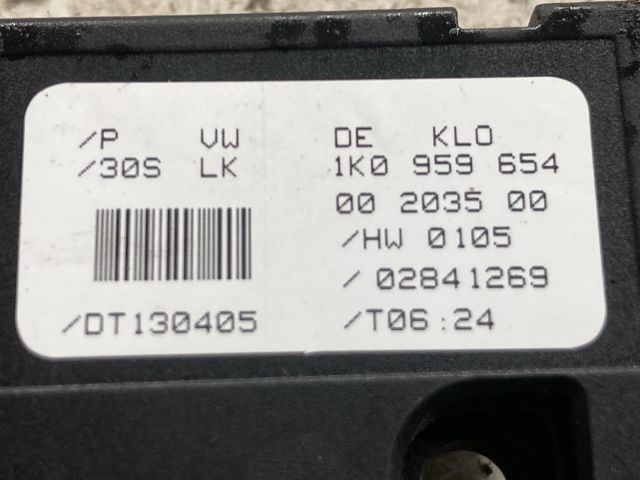 /P VW DE KLO
/30S LK 1K0 959 654
00 2035 00
/HW 0105
/ 02841269
/DT130405 /T06:24